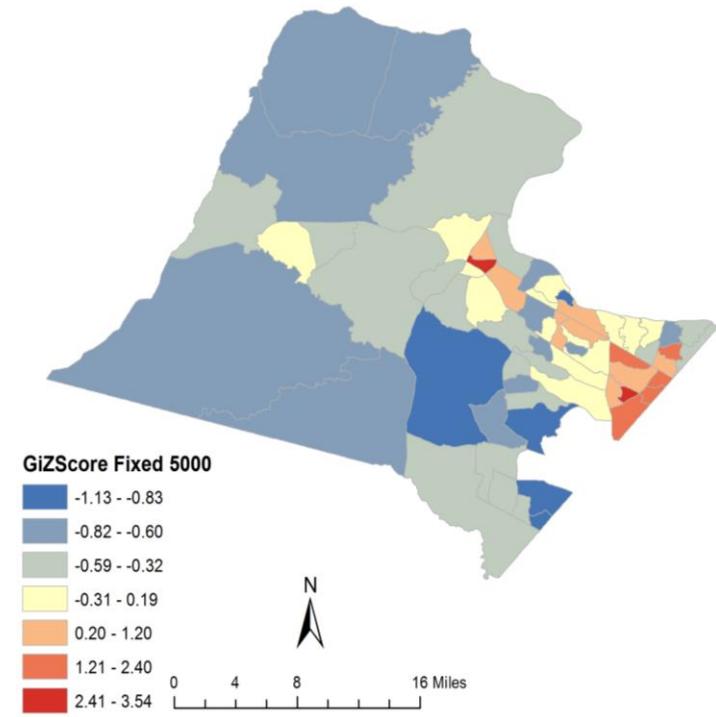 GiZScore Fixed 5000
-1.13 - -0.83
-0.82 - -0.60
-0.59 - -0.32
-0.31 - 0.19
0.20 - 1.20
1.21 - 2.40
2.41 - 3.54
N
0 4 8 16 Miles